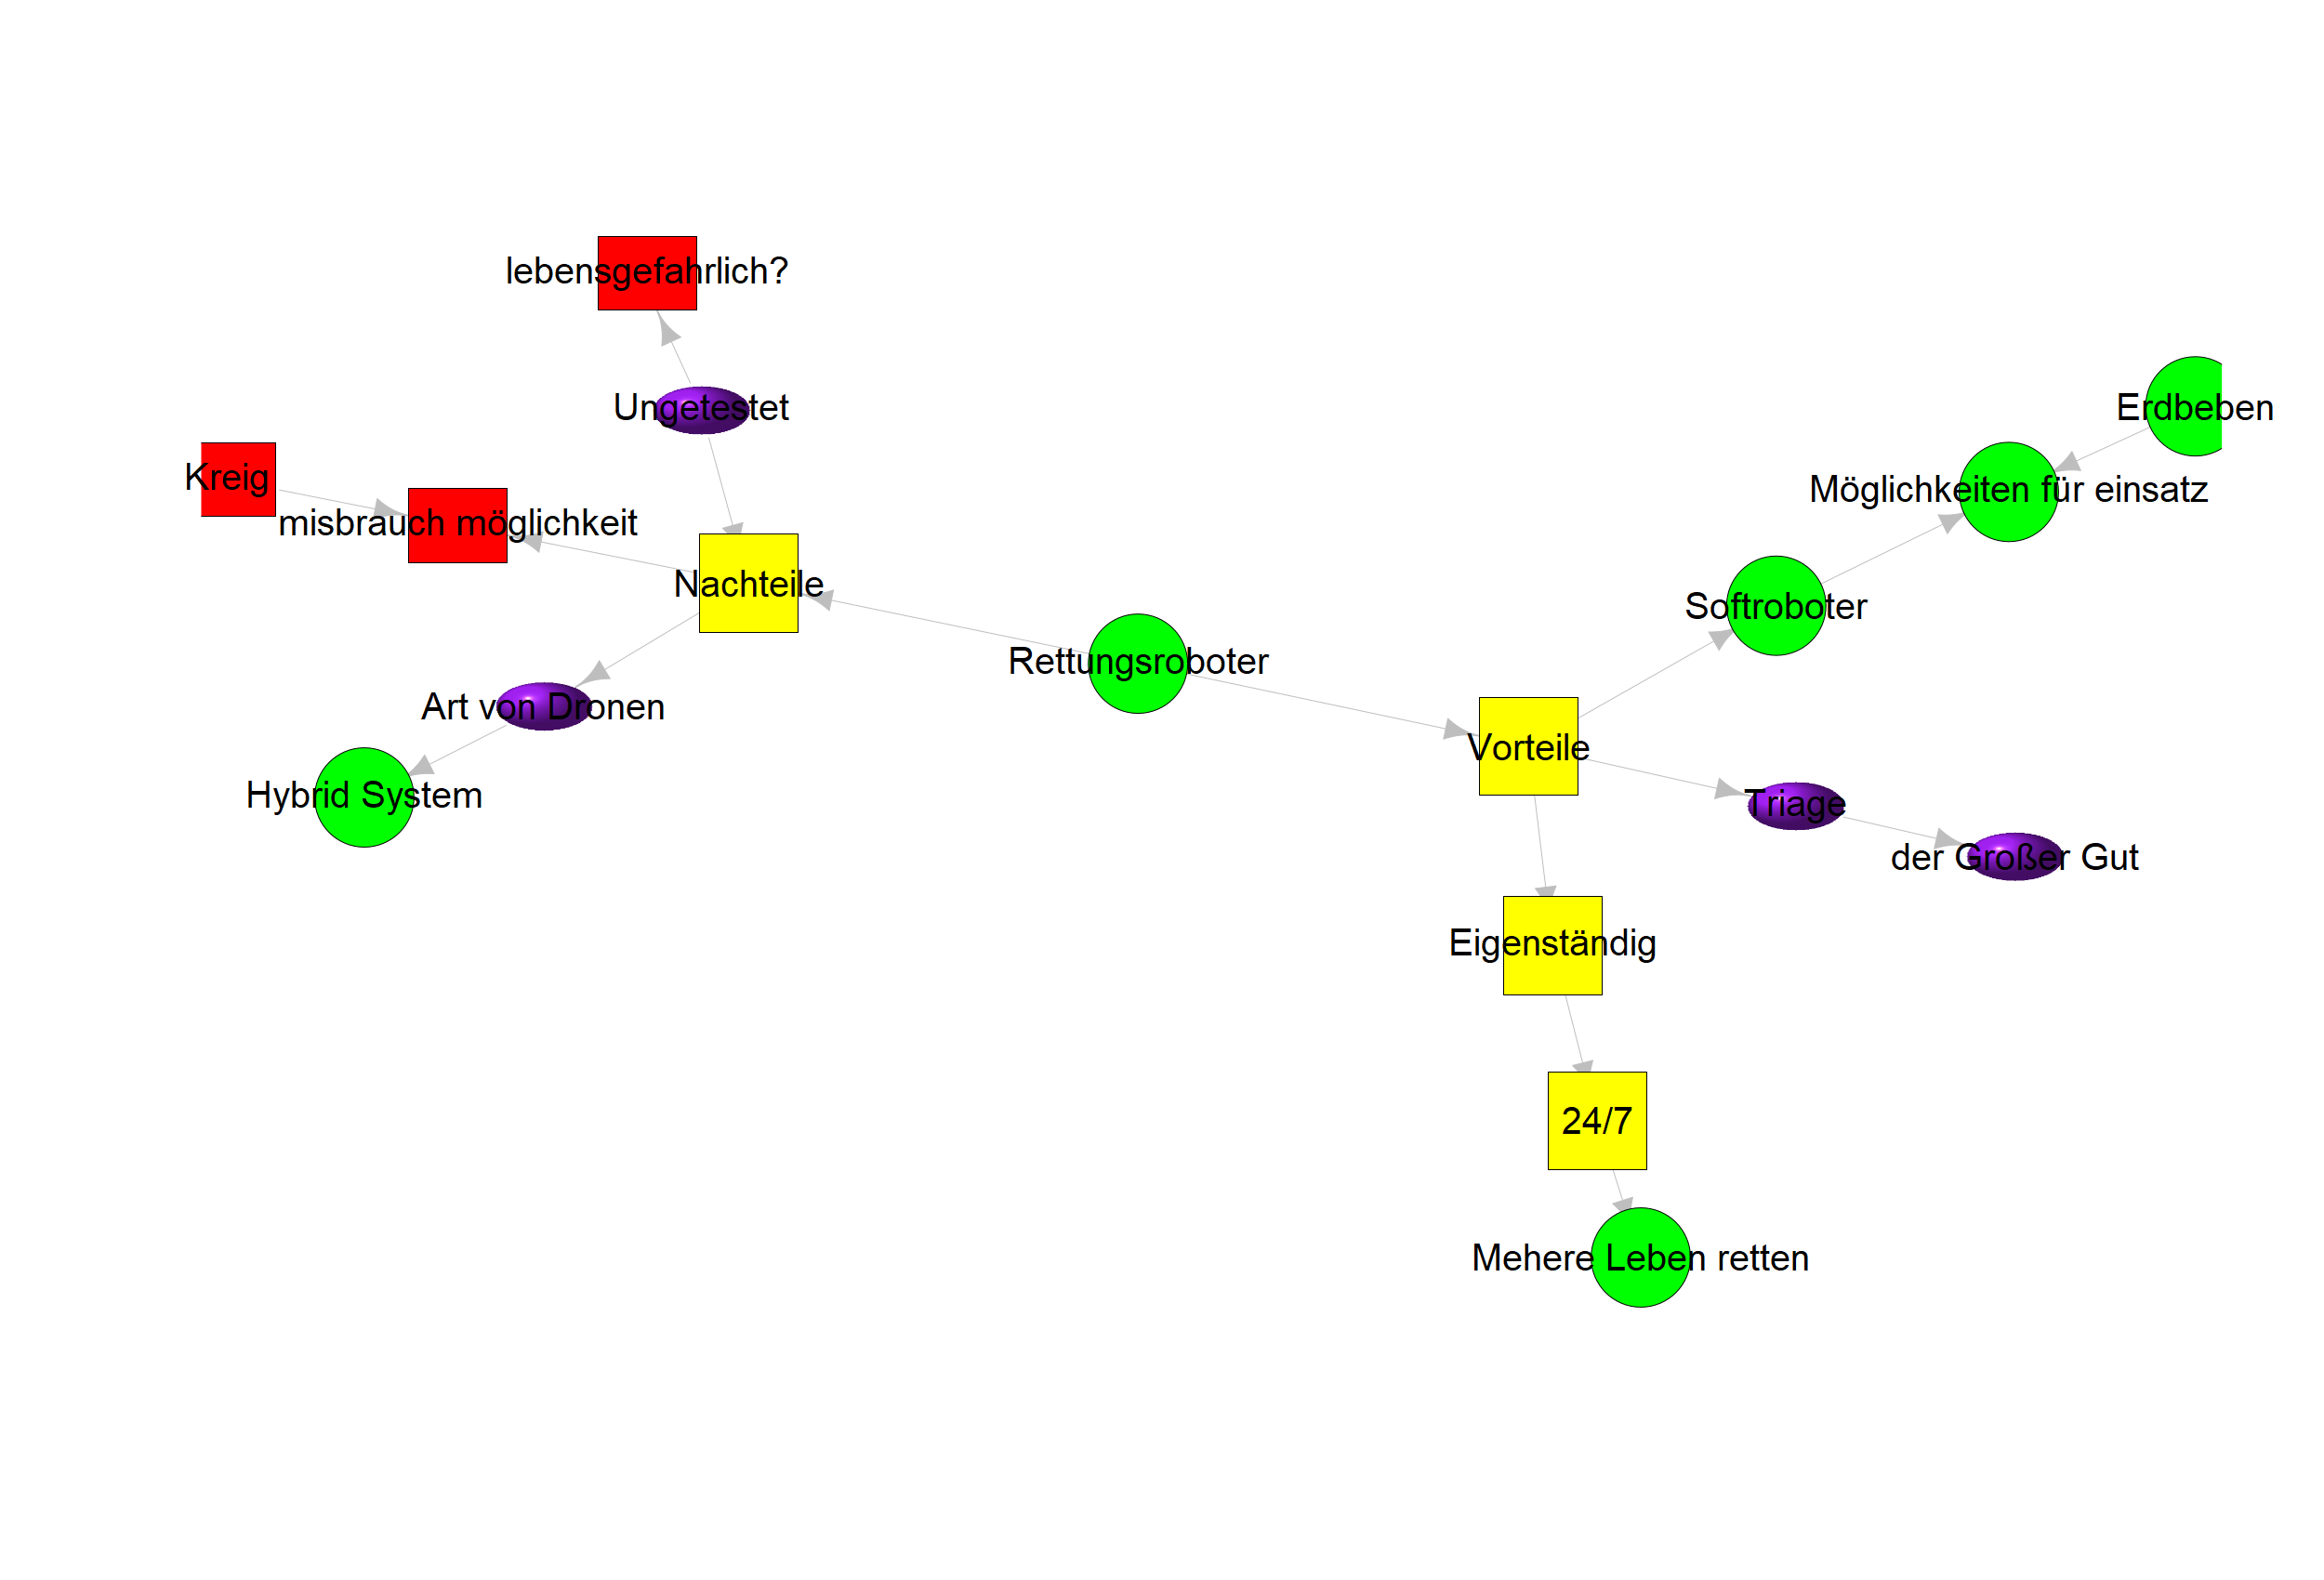 lebensgefahrlich?
Ungetestet
Erdbeben
Kreig
Möglichkeiten für einsatz
misbrauch möglichkeit
Nachteile
Softroboter
Rettungsroboter
Art von Dronen
Vorteile
Hybrid System
Triage
der Großer Gut
Eigenständig
24/7
Mehere Leben retten